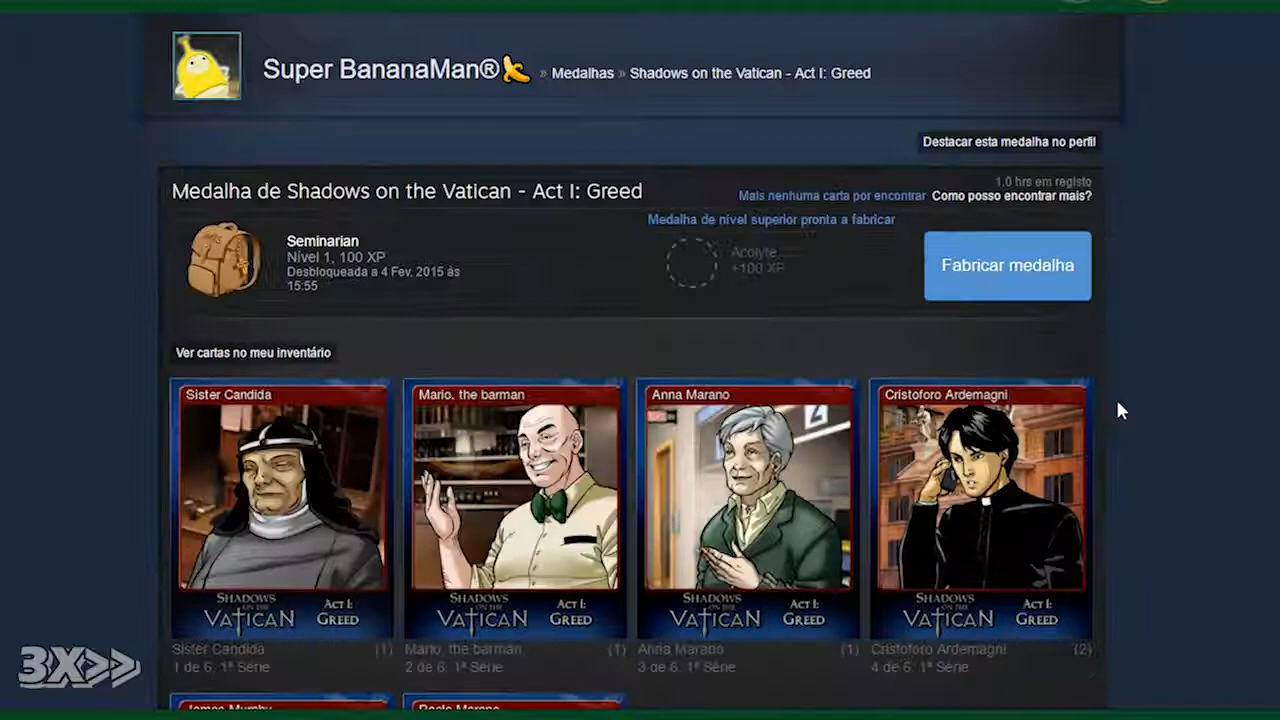 Super BananaMan®🍌 » Medalhas » Shadows on the Vatican - Act I: Greed
Destacar esta medalha no perfil
Medalha de Shadows on the Vatican - Act I: Greed
1.0 hrs em registo
Mais nenhuma carta por encontrar Como posso encontrar mais?
Medalha de nível superior pronta a fabricar
Seminarian
Nível 1, 100 XP
Desbloqueada a 4 Fev, 2015 às
15:55
Acolyte
+100 XP
Fabricar medalha
Ver cartas no meu inventário
Sister Candida
Mario, the barman
Anna Marano
Cristoforo Ardemagni
2
SHADOWS ON THE VATICAN ACT I: GREED
SHADOWS ON THE VATICAN ACT I: GREED
SHADOWS ON THE VATICAN ACT I: GREED
SHADOWS ON THE VATICAN ACT I: GREED
Sister Candida (1)
1 de 6, 1ª Série
Mario, the barman (1)
2 de 6, 1ª Série
Anna Marano (1)
3 de 6, 1ª Série
Cristoforo Ardemagni (2)
4 de 6, 1ª Série
3X>>
James Murphy